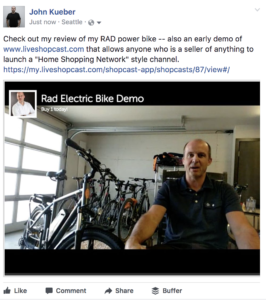 John Kueber
Just now · Seattle ·
Check out my review of my RAD power bike -- also an early demo of
www.liveshopcast.com that allows anyone who is a seller of anything to
launch a "Home Shopping Network" style channel.
https://my.liveshopcast.com/shopcast-app/shopcasts/87/view#/
Rad Electric Bike Demo
Like Comment Share Buffer